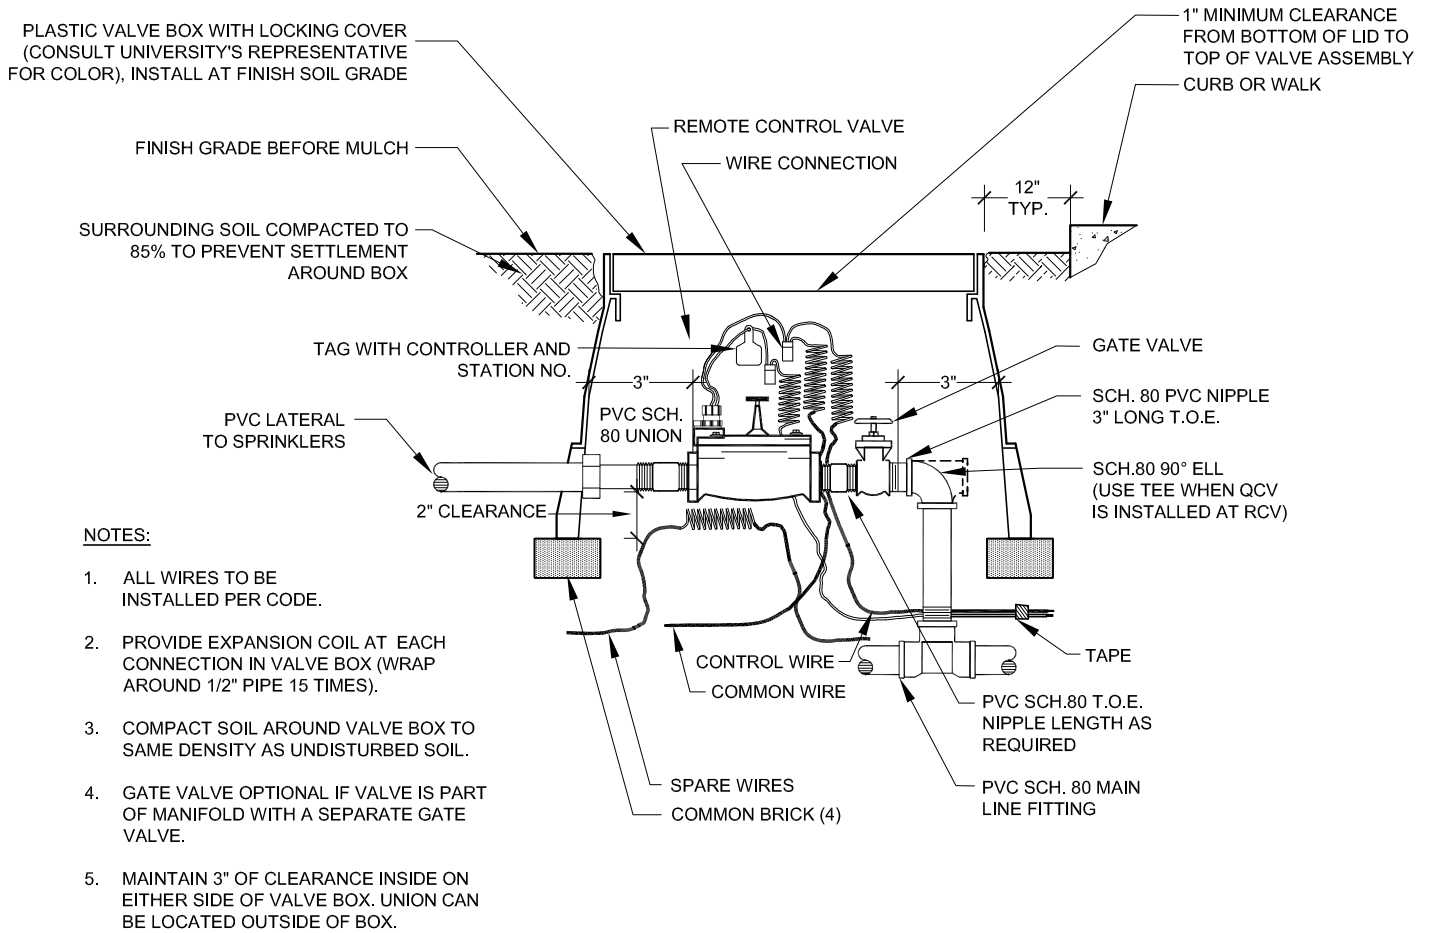 PLASTIC VALVE BOX WITH LOCKING COVER
(CONSULT UNIVERSITY'S REPRESENTATIVE
FOR COLOR), INSTALL AT FINISH SOIL GRADE
1" MINIMUM CLEARANCE
FROM BOTTOM OF LID TO
TOP OF VALVE ASSEMBLY
CURB OR WALK
REMOTE CONTROL VALVE
FINISH GRADE BEFORE MULCH
WIRE CONNECTION
12"
TYP.
SURROUNDING SOIL COMPACTED TO
85% TO PREVENT SETTLEMENT
AROUND BOX
TAG WITH CONTROLLER AND
STATION NO.
GATE VALVE
3"
3"
SCH. 80 PVC NIPPLE
3" LONG T.O.E.
PVC LATERAL
TO SPRINKLERS
PVC SCH.
80 UNION
SCH.80 90° ELL
(USE TEE WHEN QCV
IS INSTALLED AT RCV)
2" CLEARANCE
CONTROL WIRE
COMMON WIRE
TAPE
PVC SCH.80 T.O.E.
NIPPLE LENGTH AS
REQUIRED
SPARE WIRES
COMMON BRICK (4)
PVC SCH. 80 MAIN
LINE FITTING
NOTES:
1. ALL WIRES TO BE
INSTALLED PER CODE.
2. PROVIDE EXPANSION COIL AT EACH
CONNECTION IN VALVE BOX (WRAP
AROUND 1/2" PIPE 15 TIMES).
3. COMPACT SOIL AROUND VALVE BOX TO
SAME DENSITY AS UNDISTURBED SOIL.
4. GATE VALVE OPTIONAL IF VALVE IS PART
OF MANIFOLD WITH A SEPARATE GATE
VALVE.
5. MAINTAIN 3" OF CLEARANCE INSIDE ON
EITHER SIDE OF VALVE BOX. UNION CAN
BE LOCATED OUTSIDE OF BOX.